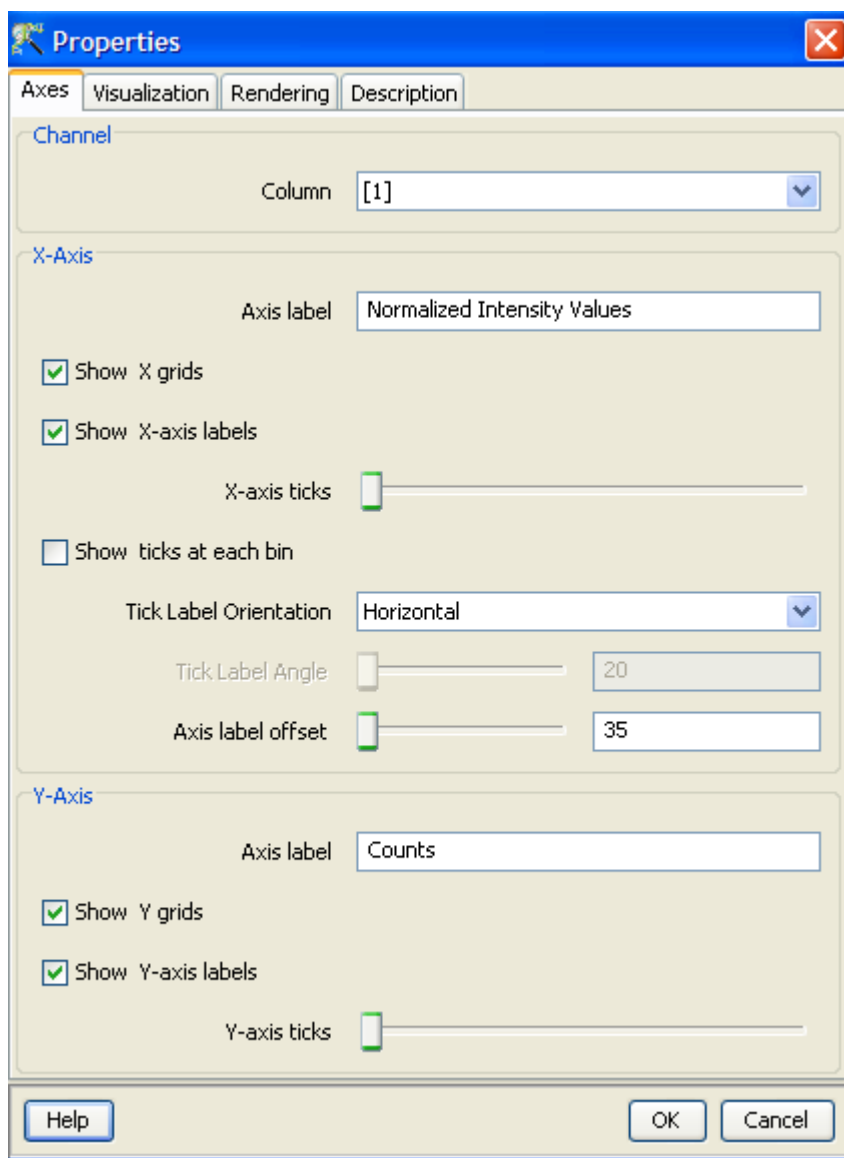 Properties
Axes Visualization Rendering Description
Channel
Column [1]
X-Axis
Axis label Normalized Intensity Values
Show X grids
Show X-axis labels
X-axis ticks
Show ticks at each bin
Tick Label Orientation Horizontal
Tick Label Angle 20
Axis label offset 35
Y-Axis
Axis label Counts
Show Y grids
Show Y-axis labels
Y-axis ticks
Help OK Cancel